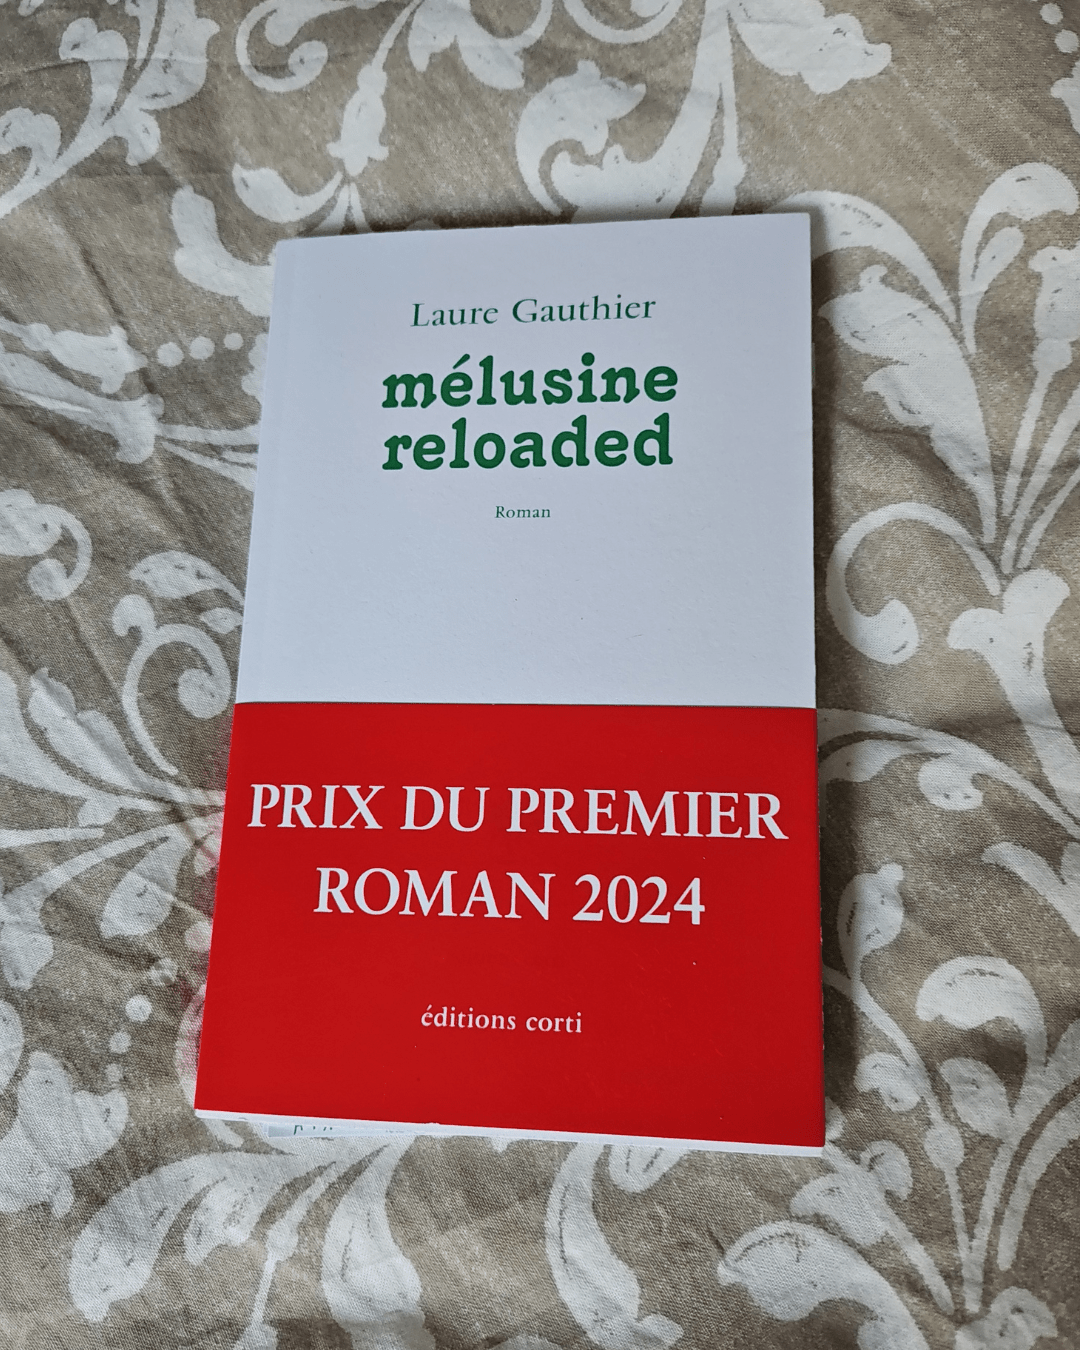 Laure Gauthier
mélusine
reloaded
Roman
PRIX DU PREMIER
ROMAN 2024
éditions corti